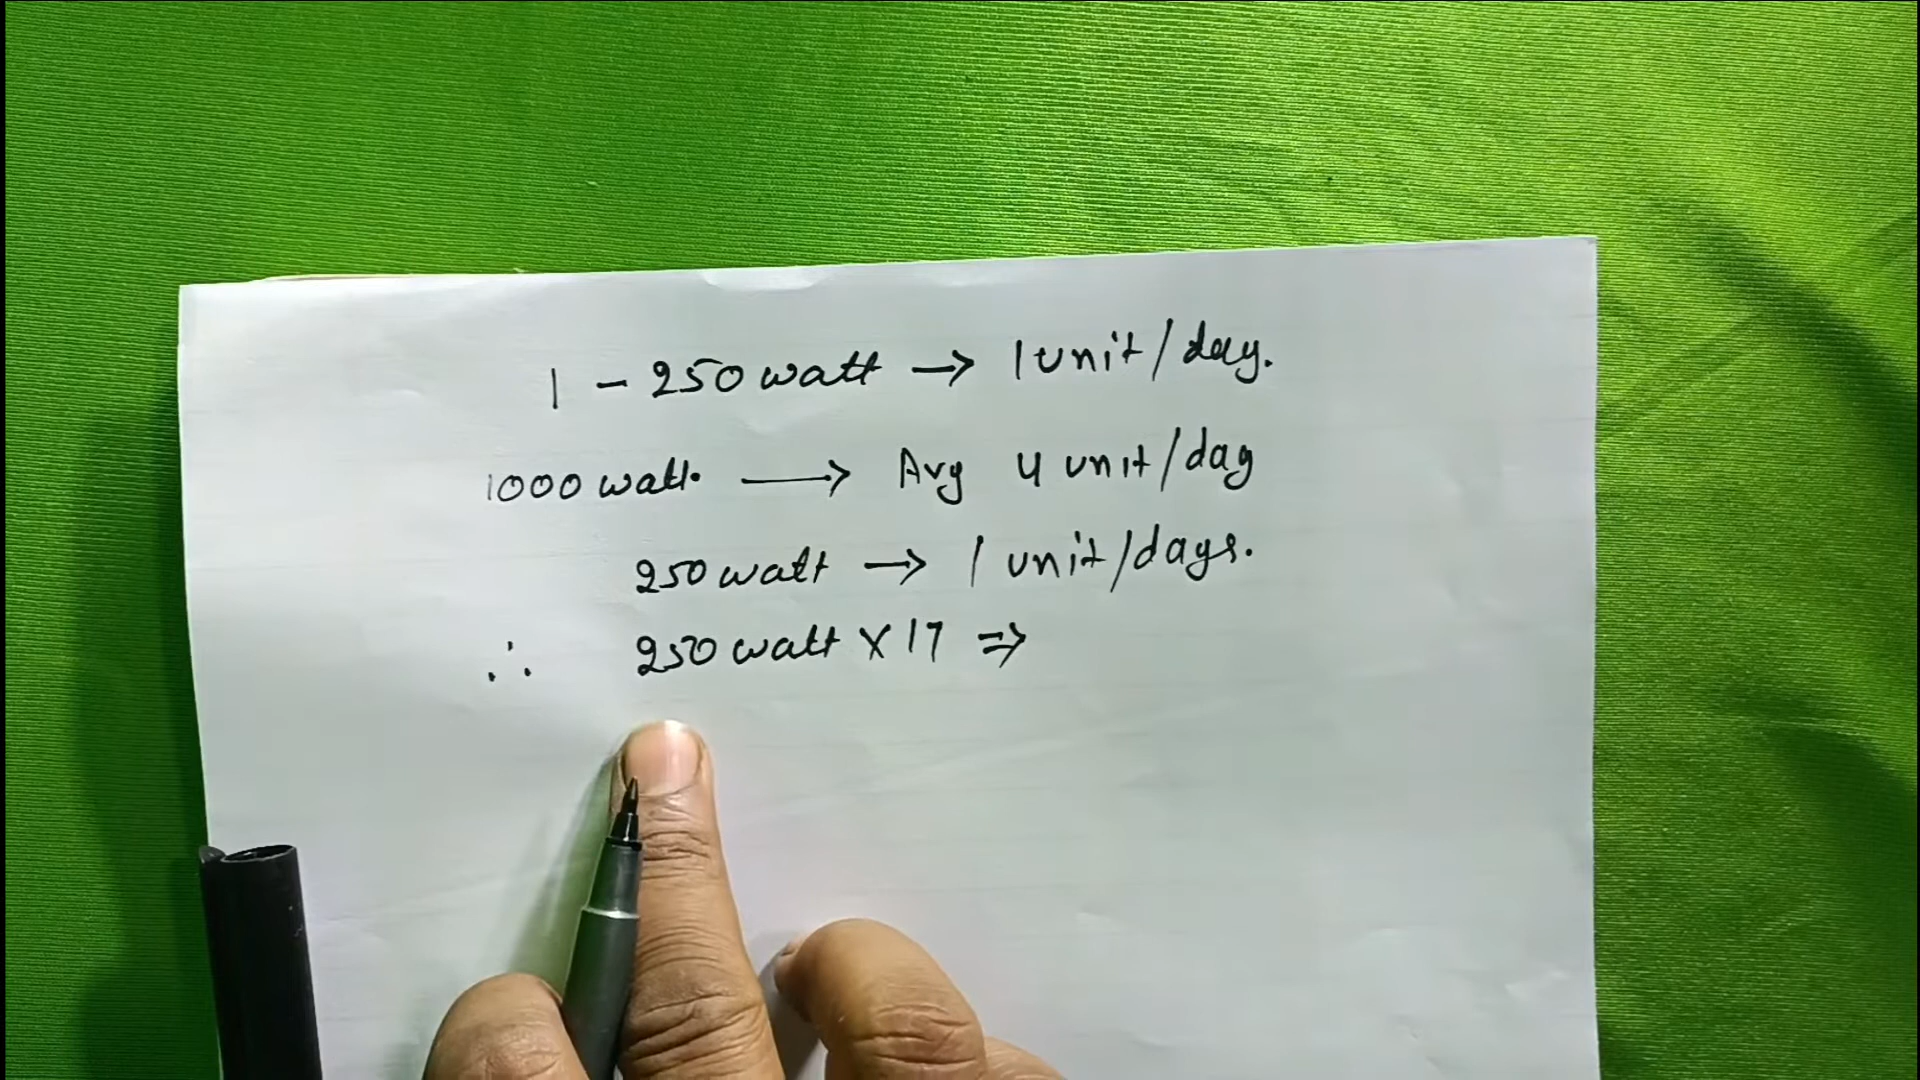 1 - 250 watt → 1 unit/day.
1000 watt. → Avg 4 unit/day
250 watt → 1 unit/days.
∴ 250 watt × 17 ⇒